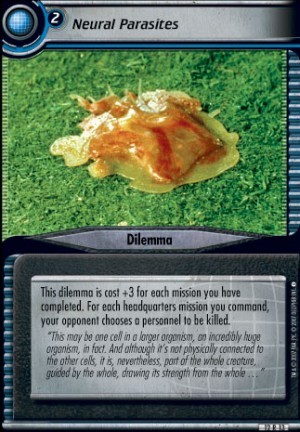 2
Neural Parasites
Dilemma
This dilemma is cost +3 for each mission you have
completed. For each headquarters mission you command,
your opponent chooses a personnel to be killed.
"This may be one cell in a larger organism, an incredibly huge
organism, in fact. And although it's not physically connected to
the other cells, it is, nevertheless, part of the whole creature,
guided by the whole, drawing its strength from the whole ..."